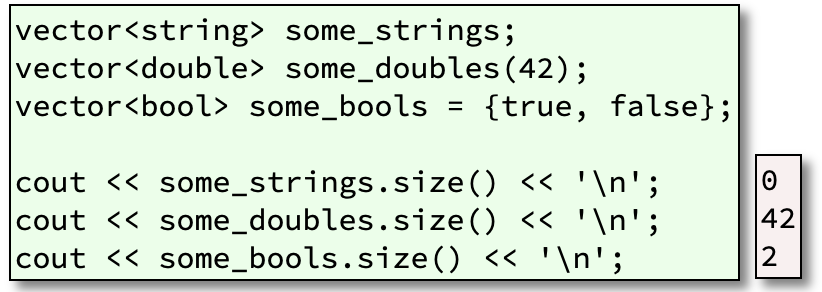 vector<string> some_strings;
vector<double> some_doubles(42);
vector<bool> some_bools = {true, false};
cout << some_strings.size() << '\n';
cout << some_doubles.size() << '\n';
cout << some_bools.size() << '\n';
0
42
2